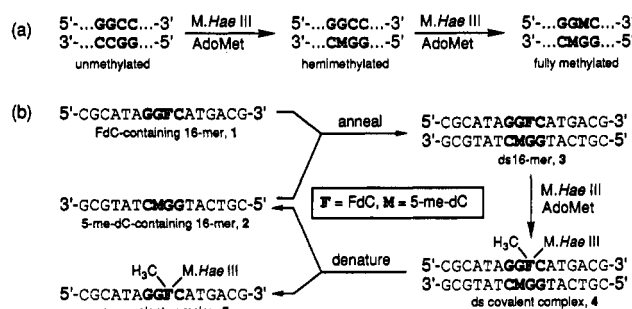 (a) 5'-...GGCC...-3' M.Hae III 5'-...GGCC...-3' M.Hae III 5'-...GGMC...-3'
3'-...CCGG...-5' AdoMet 3'-...CMGG...-5' AdoMet 3'-...CMGG...-5'
unmethylated hemimethylated fully methylated
(b) 5'-CGCATAGGFCATGACG-3' anneal 5'-CGCATAGGFCATGACG-3'
FdC-containing 16-mer, 1 3'-GCGTATCMGGTACTGC-5'
ds16-mer, 3
M.Hae III
AdoMet
3'-GCGTATCMGGTACTGC-5' F = FdC, M = 5-me-dC
5-me-dC-containing 16-mer, 2
H3C M.Hae III denature H3C M.Hae III
5'-CGCATAGGFCATGACG-3' 5'-CGCATAGGFCATGACG-3'
3'-GCGTATCMGGTACTGC-5'
ds covalent complex, 4